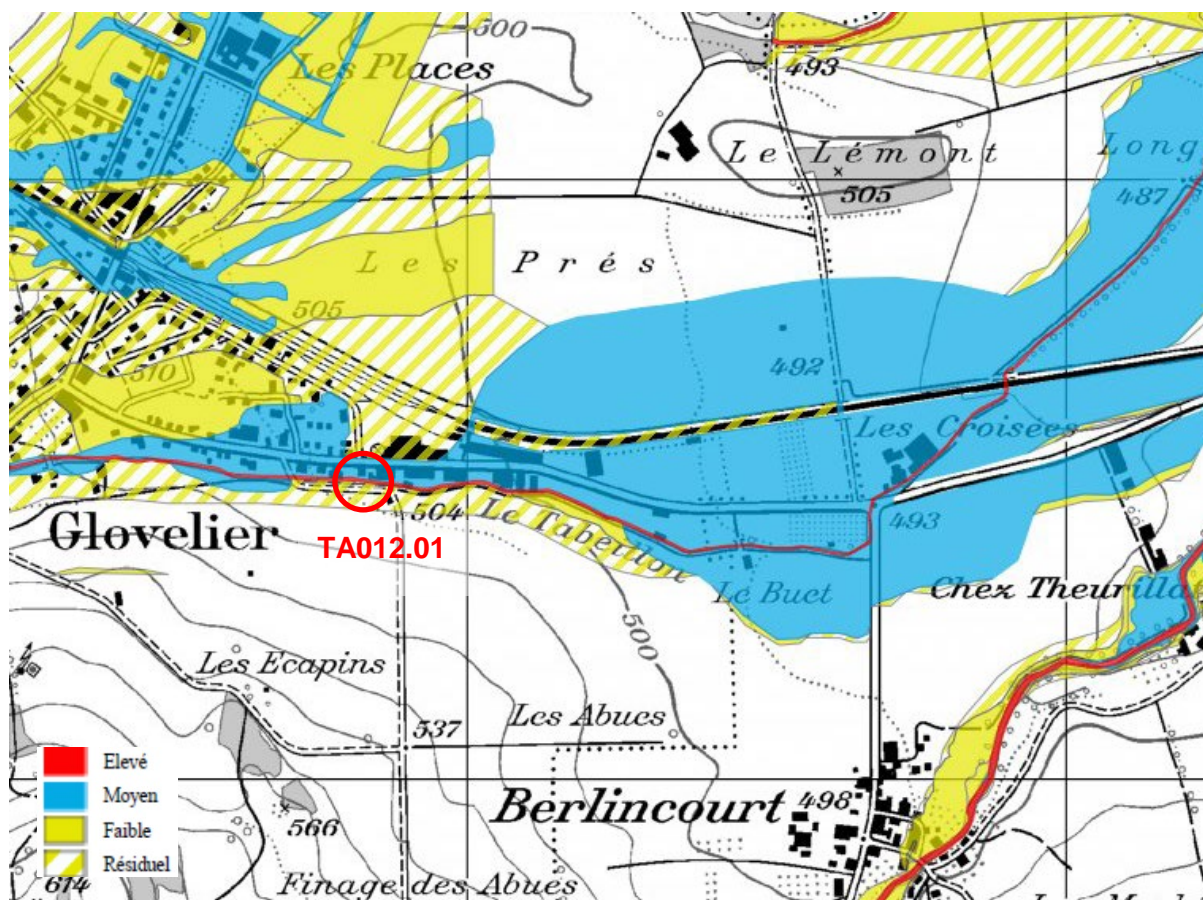 500
Les Places
493
Le Lémont
505
Long
487
Les Prés
505
492
510
Les Croisées
504
493
Glovelier
TA012.01
Le Tabeillon
Le Buet
Chez Theurilla
500
Les Ecapins
537
Les Abues
Elevé
Moyen
Faible
Résiduel
Berlincourt
498
566
614
Finage des Abues